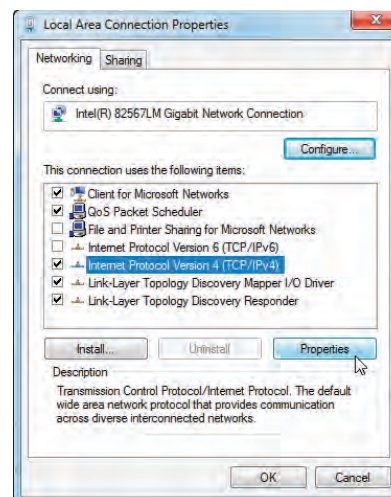 Local Area Connection Properties
Networking Sharing
Connect using:
Intel(R) 82567LM Gigabit Network Connection
Configure...
This connection uses the following items:
Client for Microsoft Networks
QoS Packet Scheduler
File and Printer Sharing for Microsoft Networks
Internet Protocol Version 6 (TCP/IPv6)
Internet Protocol Version 4 (TCP/IPv4)
Link-Layer Topology Discovery Mapper I/O Driver
Link-Layer Topology Discovery Responder
Install... Uninstall Properties
Description
Transmission Control Protocol/Internet Protocol. The default
wide area network protocol that provides communication
across diverse interconnected networks.
OK Cancel